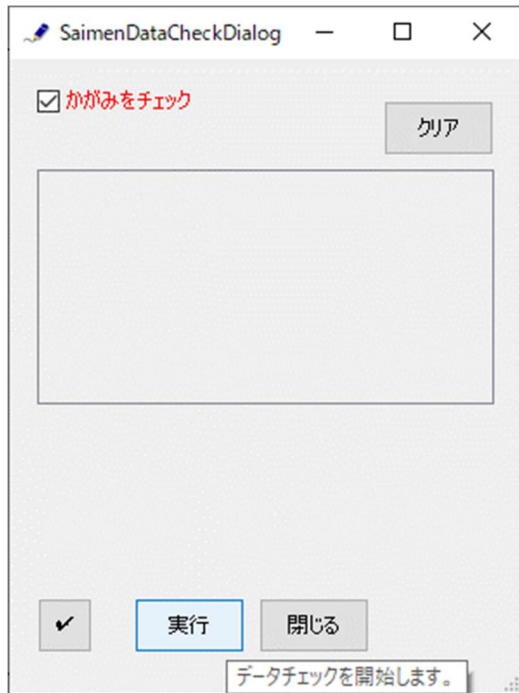 SaimenDataCheckDialog
かがみをチェック
クリア
実行
閉じる
データチェックを開始します。